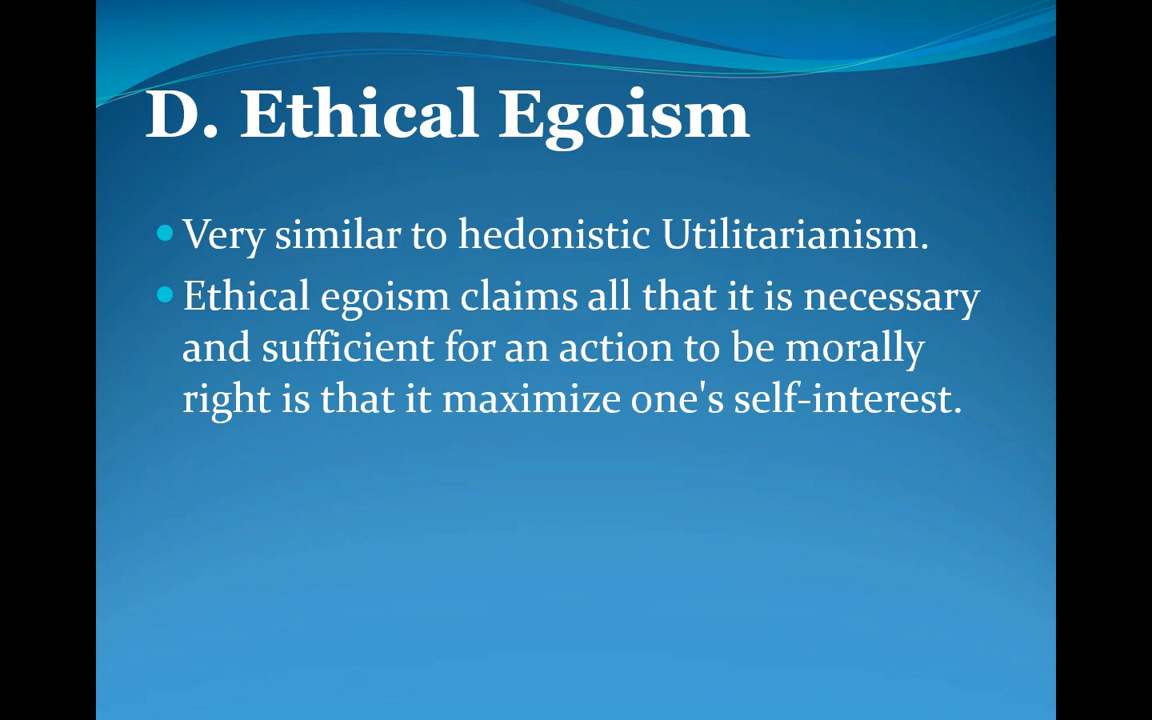 D. Ethical Egoism
Very similar to hedonistic Utilitarianism.
Ethical egoism claims all that it is necessary
and sufficient for an action to be morally
right is that it maximize one's self-interest.